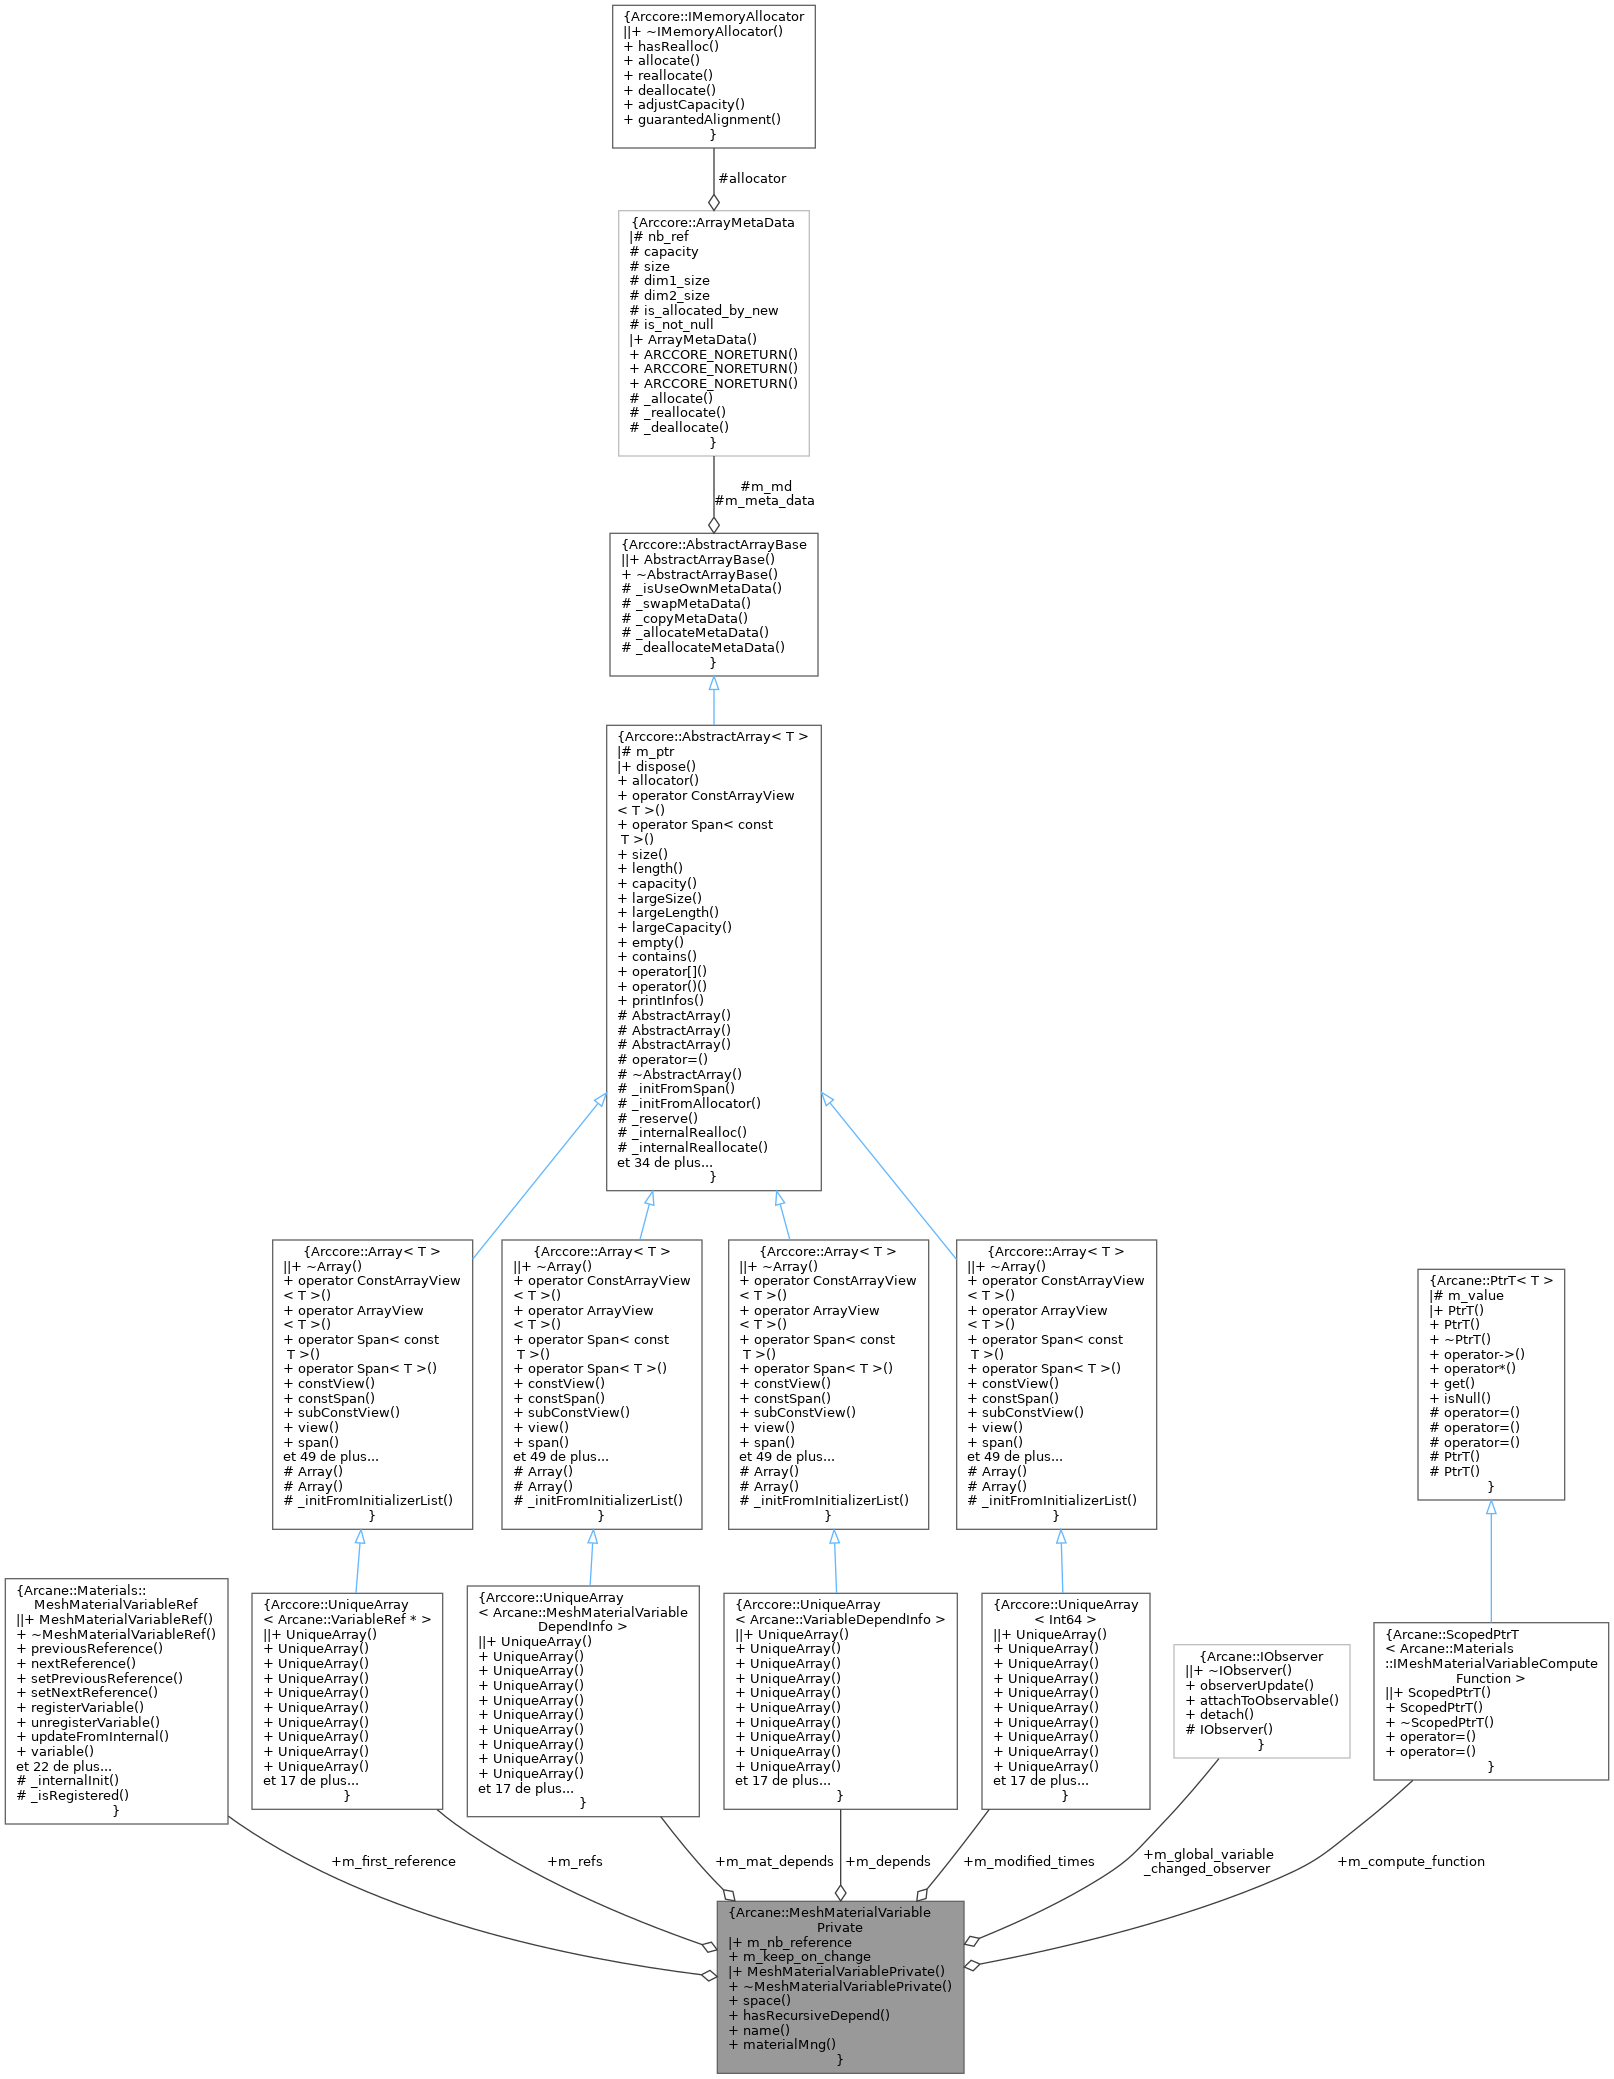 {Arccore::IMemoryAllocator
||+ ~IMemoryAllocator()
+ hasRealloc()
+ allocate()
+ reallocate()
+ deallocate()
+ adjustCapacity()
+ guarantedAlignment()
}
#allocator
{Arccore::ArrayMetaData
|# nb_ref
# capacity
# size
# dim1_size
# dim2_size
# is_allocated_by_new
# is_not_null
|+ ArrayMetaData()
+ ARCCORE_NORETURN()
+ ARCCORE_NORETURN()
+ ARCCORE_NORETURN()
# _allocate()
# _reallocate()
# _deallocate()
}
#m_md
#m_meta_data
{Arccore::AbstractArrayBase
||+ AbstractArrayBase()
+ ~AbstractArrayBase()
# _isUseOwnMetaData()
# _swapMetaData()
# _copyMetaData()
# _allocateMetaData()
# _deallocateMetaData()
}
{Arccore::AbstractArray< T >
|# m_ptr
|+ dispose()
+ allocator()
+ operator ConstArrayView
< T >()
+ operator Span< const
T >()
+ size()
+ length()
+ capacity()
+ largeSize()
+ largeLength()
+ largeCapacity()
+ empty()
+ contains()
+ operator[]()
+ operator()()
+ printInfos()
# AbstractArray()
# AbstractArray()
# AbstractArray()
# operator=()
# ~AbstractArray()
# _initFromSpan()
# _initFromAllocator()
# _reserve()
# _internalRealloc()
# _internalReallocate()
et 34 de plus...
}
{Arccore::Array< T >
||+ ~Array()
+ operator ConstArrayView
< T >()
+ operator ArrayView
< T >()
+ operator Span< const
T >()
+ operator Span< T >()
+ constView()
+ constSpan()
+ subConstView()
+ view()
+ span()
et 49 de plus...
# Array()
# Array()
# _initFromInitializerList()
}
{Arccore::Array< T >
||+ ~Array()
+ operator ConstArrayView
< T >()
+ operator ArrayView
< T >()
+ operator Span< const
T >()
+ operator Span< T >()
+ constView()
+ constSpan()
+ subConstView()
+ view()
+ span()
et 49 de plus...
# Array()
# Array()
# _initFromInitializerList()
}
{Arccore::Array< T >
||+ ~Array()
+ operator ConstArrayView
< T >()
+ operator ArrayView
< T >()
+ operator Span< const
T >()
+ operator Span< T >()
+ constView()
+ constSpan()
+ subConstView()
+ view()
+ span()
et 49 de plus...
# Array()
# Array()
# _initFromInitializerList()
}
{Arccore::Array< T >
||+ ~Array()
+ operator ConstArrayView
< T >()
+ operator ArrayView
< T >()
+ operator Span< const
T >()
+ operator Span< T >()
+ constView()
+ constSpan()
+ subConstView()
+ view()
+ span()
et 49 de plus...
# Array()
# Array()
# _initFromInitializerList()
}
{Arcane::PtrT< T >
|# m_value
|+ PtrT()
+ PtrT()
+ ~PtrT()
+ operator->()
+ operator*()
+ get()
+ isNull()
# operator=()
# operator=()
# operator=()
# PtrT()
# PtrT()
}
{Arcane::Materials::
MeshMaterialVariableRef
||+ MeshMaterialVariableRef()
+ ~MeshMaterialVariableRef()
+ previousReference()
+ nextReference()
+ setPreviousReference()
+ setNextReference()
+ registerVariable()
+ unregisterVariable()
+ updateFromInternal()
+ variable()
et 22 de plus...
# _internalInit()
# _isRegistered()
}
{Arccore::UniqueArray
< Arcane::VariableRef * >
||+ UniqueArray()
+ UniqueArray()
+ UniqueArray()
+ UniqueArray()
+ UniqueArray()
+ UniqueArray()
+ UniqueArray()
+ UniqueArray()
+ UniqueArray()
+ UniqueArray()
et 17 de plus...
}
{Arccore::UniqueArray
< Arcane::MeshMaterialVariable
DependInfo >
||+ UniqueArray()
+ UniqueArray()
+ UniqueArray()
+ UniqueArray()
+ UniqueArray()
+ UniqueArray()
+ UniqueArray()
+ UniqueArray()
+ UniqueArray()
+ UniqueArray()
et 17 de plus...
}
{Arccore::UniqueArray
< Arcane::VariableDependInfo >
||+ UniqueArray()
+ UniqueArray()
+ UniqueArray()
+ UniqueArray()
+ UniqueArray()
+ UniqueArray()
+ UniqueArray()
+ UniqueArray()
+ UniqueArray()
+ UniqueArray()
et 17 de plus...
}
{Arccore::UniqueArray
< Int64 >
||+ UniqueArray()
+ UniqueArray()
+ UniqueArray()
+ UniqueArray()
+ UniqueArray()
+ UniqueArray()
+ UniqueArray()
+ UniqueArray()
+ UniqueArray()
+ UniqueArray()
et 17 de plus...
}
{Arcane::IObserver
||+ ~IObserver()
+ observerUpdate()
+ attachToObservable()
+ detach()
# IObserver()
}
{Arcane::ScopedPtrT
< Arcane::Materials
::IMeshMaterialVariableCompute
Function >
||+ ScopedPtrT()
+ ScopedPtrT()
+ ~ScopedPtrT()
+ operator=()
+ operator=()
}
+m_first_reference
+m_refs
+m_mat_depends
+m_depends
+m_modified_times
+m_global_variable
_changed_observer
+m_compute_function
{Arcane::MeshMaterialVariable
Private
|+ m_nb_reference
+ m_keep_on_change
|+ MeshMaterialVariablePrivate()
+ ~MeshMaterialVariablePrivate()
+ space()
+ hasRecursiveDepend()
+ name()
+ materialMng()
}